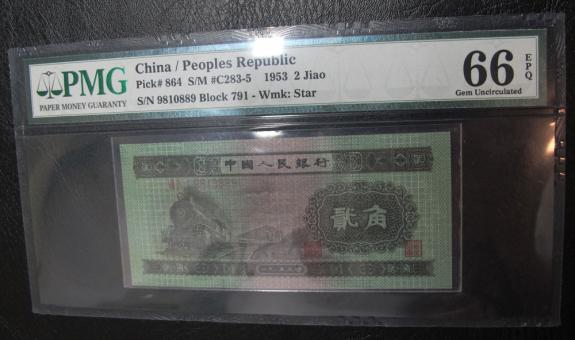 PMG
PAPER MONEY GUARANTY
China / Peoples Republic
Pick# 864 S/M #C283-5 1953 2 Jiao
S/N 9810889 Block 791 - Wmk: Star
66 EPQ
Gem Uncirculated
中國人民銀行
貳角